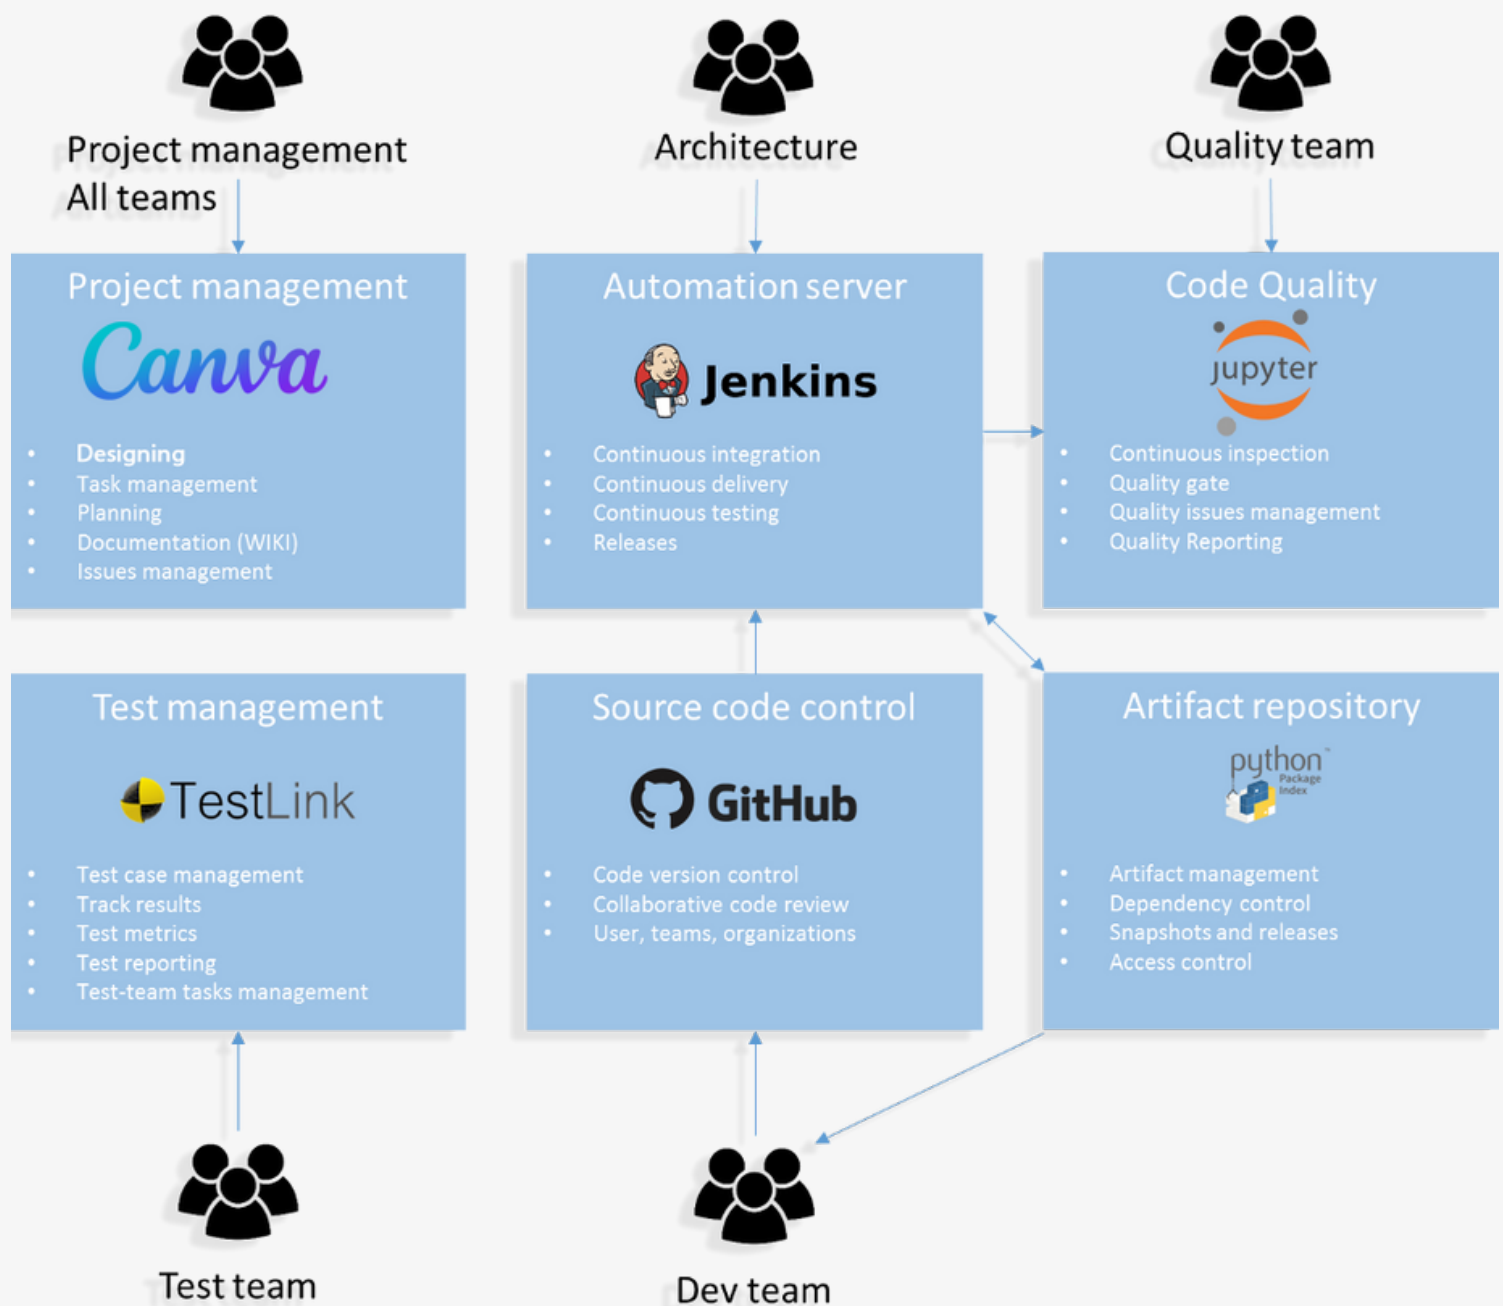 Project management
All teams
Architecture
Quality team
Project management
Canva
• Designing
• Task management
• Planning
• Documentation (WIKI)
• Issues management
Automation server
Jenkins
• Continuous integration
• Continuous delivery
• Continuous testing
• Releases
Code Quality
jupyter
• Continuous inspection
• Quality gate
• Quality issues management
• Quality Reporting
Test management
TestLink
• Test case management
• Track results
• Test metrics
• Test reporting
• Test-team tasks management
Source code control
GitHub
• Code version control
• Collaborative code review
• User, teams, organizations
Artifact repository
python™
Package
Index
• Artifact management
• Dependency control
• Snapshots and releases
• Access control
Test team
Dev team